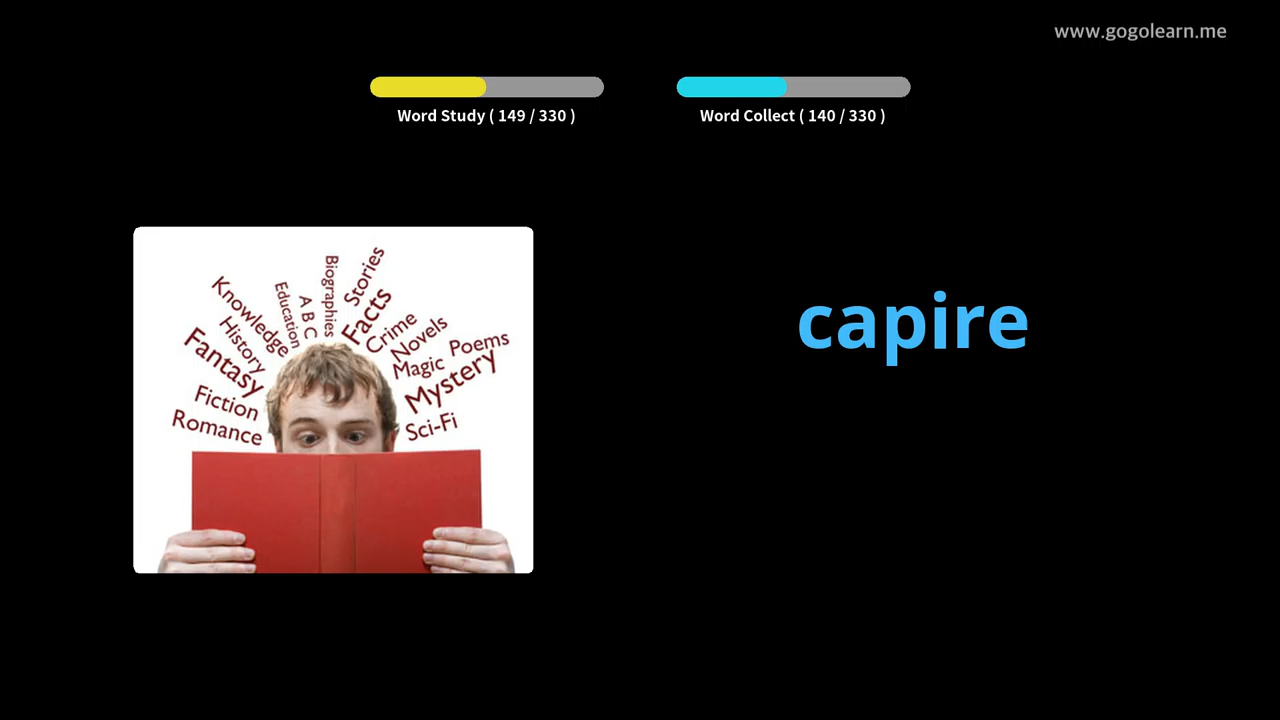 www.gogolearn.me
Word Study ( 149 / 330 )
Word Collect ( 140 / 330 )
Knowledge
Education
A B C
Biographies
Stories
Facts
History
Crime
Novels
Fantasy
Magic
Poems
Fiction
Mystery
Romance
Sci-Fi
capire